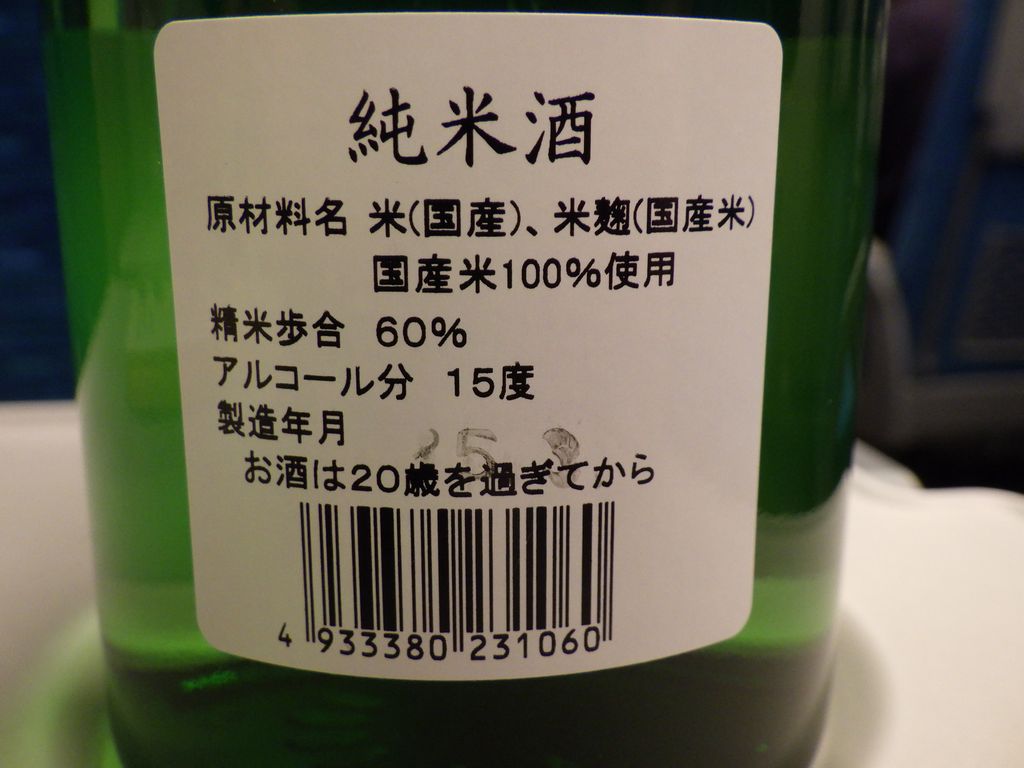 純米酒
原材料名 米(国産)、米麹(国産米)
国産米100%使用
精米歩合 60%
アルコール分 15度
製造年月
お酒は20歳を過ぎてから
4 933380 231060